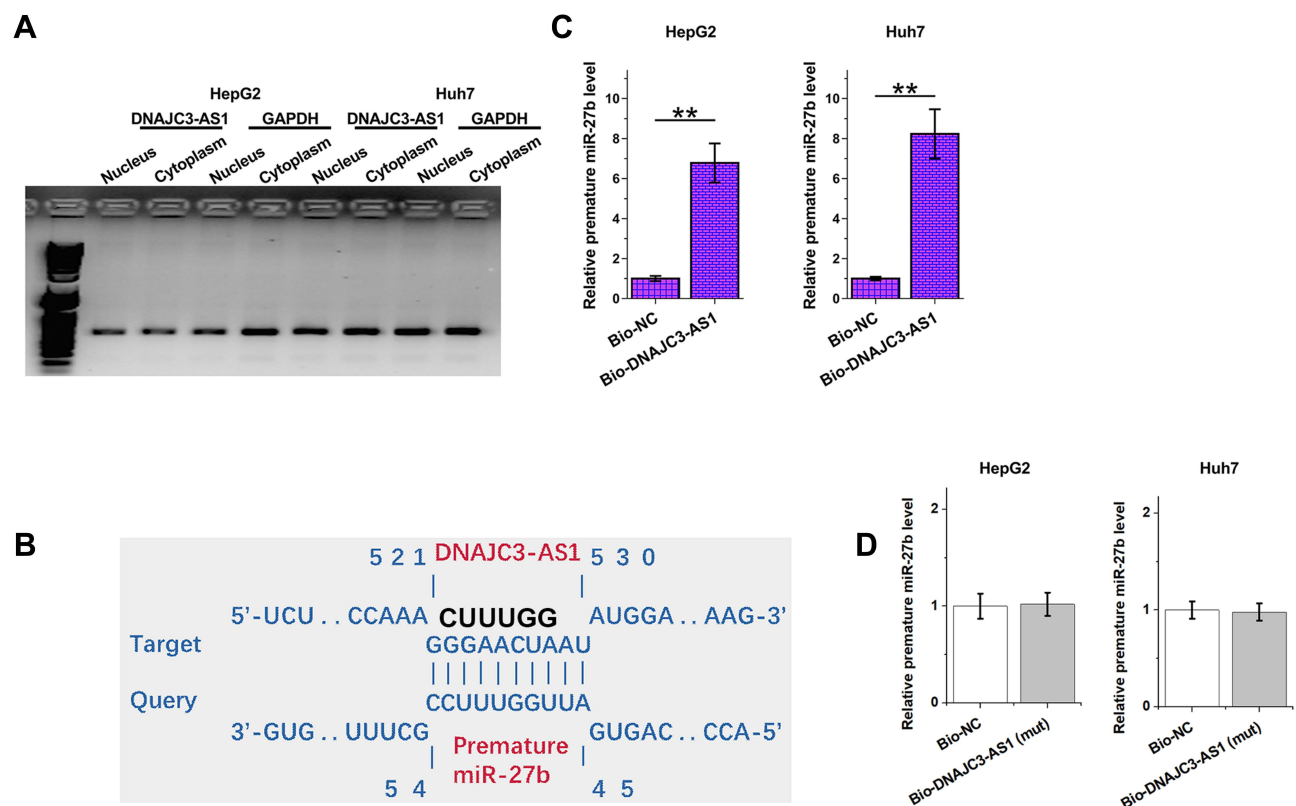 A
HepG2 Huh7
DNAJC3-AS1 GAPDH DNAJC3-AS1 GAPDH
Nucleus Cytoplasm Nucleus Cytoplasm Nucleus Cytoplasm Nucleus Cytoplasm
B
5 2 1 DNAJC3-AS1 5 3 0
5’-UCU . . CCAAA CUUUGG AUGGA . . AAG-3’
Target GGGAACUAAU
Query CCUUUGGUUA
3’-GUG . . UUUCG GUGAC . . CCA-5’
Premature
miR-27b
5 4 4 5
C
HepG2
Relative premature miR-27b level
10
8
6
4
2
0
**
Bio-NC
Bio-DNAJC3-AS1
Huh7
Relative premature miR-27b level
10
8
6
4
2
0
**
Bio-NC
Bio-DNAJC3-AS1
D
HepG2
Relative premature miR-27b level
2
1
0
Bio-NC
Bio-DNAJC3-AS1 (mut)
Huh7
Relative premature miR-27b level
2
1
0
Bio-NC
Bio-DNAJC3-AS1 (mut)